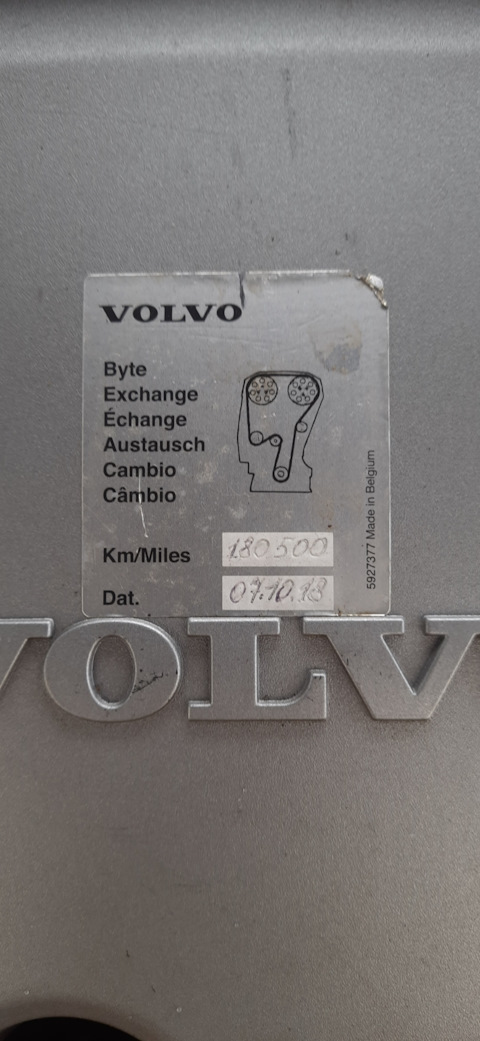 VOLVO
Byte
Exchange
Échange
Austausch
Cambio
Câmbio
Km/Miles 180 500
Dat. 07.10.18
5927377 Made in Belgium
VOLV